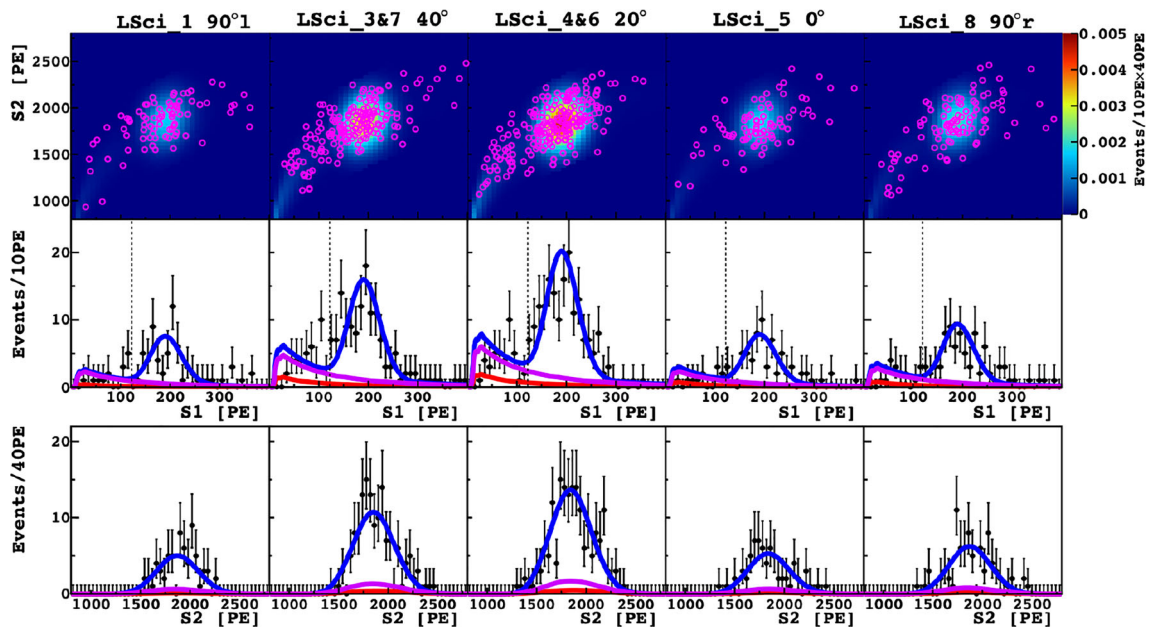 LSci_1 90°l LSci_3&7 40° LSci_4&6 20° LSci_5 0° LSci_8 90°r
S2 [PE]
2500
2000
1500
1000
0.005
0.004
0.003
0.002
0.001
0
Events/10PE×40PE
Events/10PE
20
10
0
100 300 100 200 300 100 200 300 100 200 300 100 200 300
S1 [PE] S1 [PE] S1 [PE] S1 [PE] S1 [PE]
Events/40PE
20
10
0
1000 1500 2000 2500 1000 1500 2000 2500 1000 1500 2000 2500 1000 1500 2000 2500 1000 1500 2000 2500
S2 [PE] S2 [PE] S2 [PE] S2 [PE] S2 [PE]